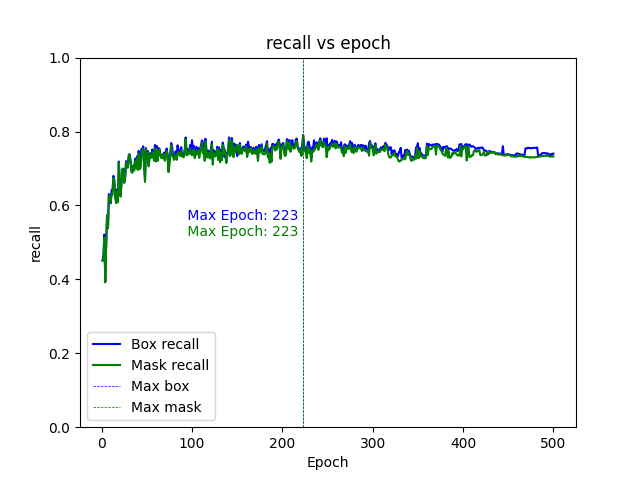 recall vs epoch
1.0
0.8
0.6
0.4
0.2
0.0
recall
Max Epoch: 223
Max Epoch: 223
Box recall
Mask recall
Max box
Max mask
0 100 200 300 400 500
Epoch